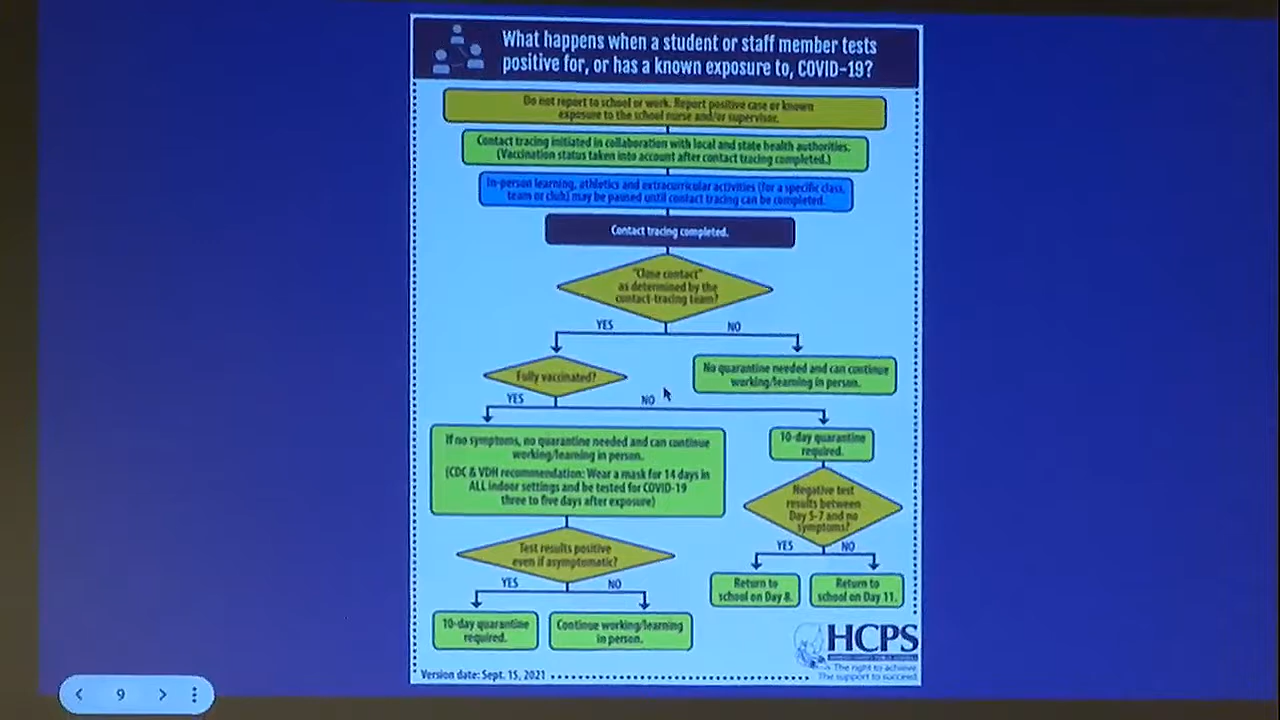 What happens when a student or staff member tests
positive for, or has a known exposure to, COVID-19?
Do not report to school or work. Report positive case or known
exposure to the school nurse and/or supervisor.
Contact tracing initiated in collaboration with local and state health authorities.
(Vaccination status taken into account after contact tracing completed.)
In-person learning, athletics and extracurricular activities (for a specific class,
team or club) may be paused until contact tracing can be completed.
Contact tracing completed.
"Close contact"
as determined by the
contact-tracing team?
YES
NO
Fully vaccinated?
No quarantine needed and can continue
working/learning in person.
YES
NO
If no symptoms, no quarantine needed and can continue
working/learning in person.
(CDC & VDH recommendation: Wear a mask for 14 days in
ALL indoor settings and be tested for COVID-19
three to five days after exposure)
10-day quarantine
required.
Negative test
results between
Day 5-7 and no
symptoms?
Test results positive
even if asymptomatic?
YES
NO
YES
NO
Return to
school on Day 8.
Return to
school on Day 11.
10-day quarantine
required.
Continue working/learning
in person.
HCPS
The right to achieve.
The support to succeed.
Version date: Sept. 15, 2021
9